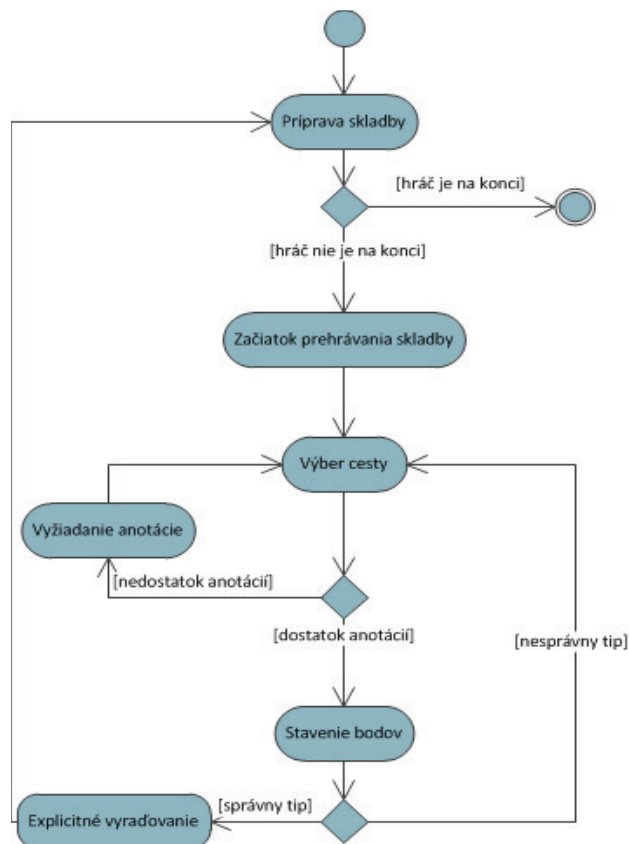 Príprava skladby
[hráč je na konci]
[hráč nie je na konci]
Začiatok prehrávania skladby
Výber cesty
Vyžiadanie anotácie
[nedostatok anotácií]
[dostatok anotácií]
[nesprávny tip]
Stavenie bodov
[správny tip]
Explicitné vyraďovanie